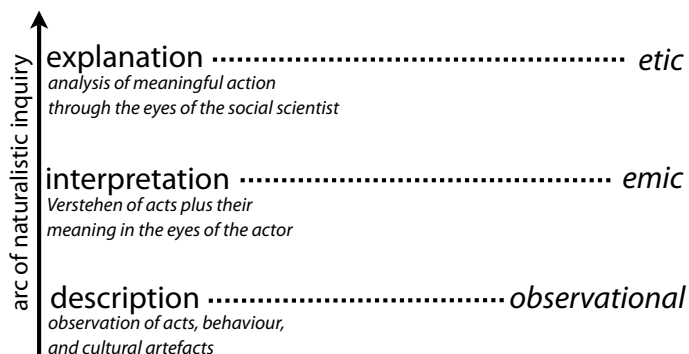 explanation etic
analysis of meaningful action
through the eyes of the social scientist
interpretation emic
Verstehen of acts plus their
meaning in the eyes of the actor
description observational
observation of acts, behaviour,
and cultural artefacts
arc of naturalistic inquiry